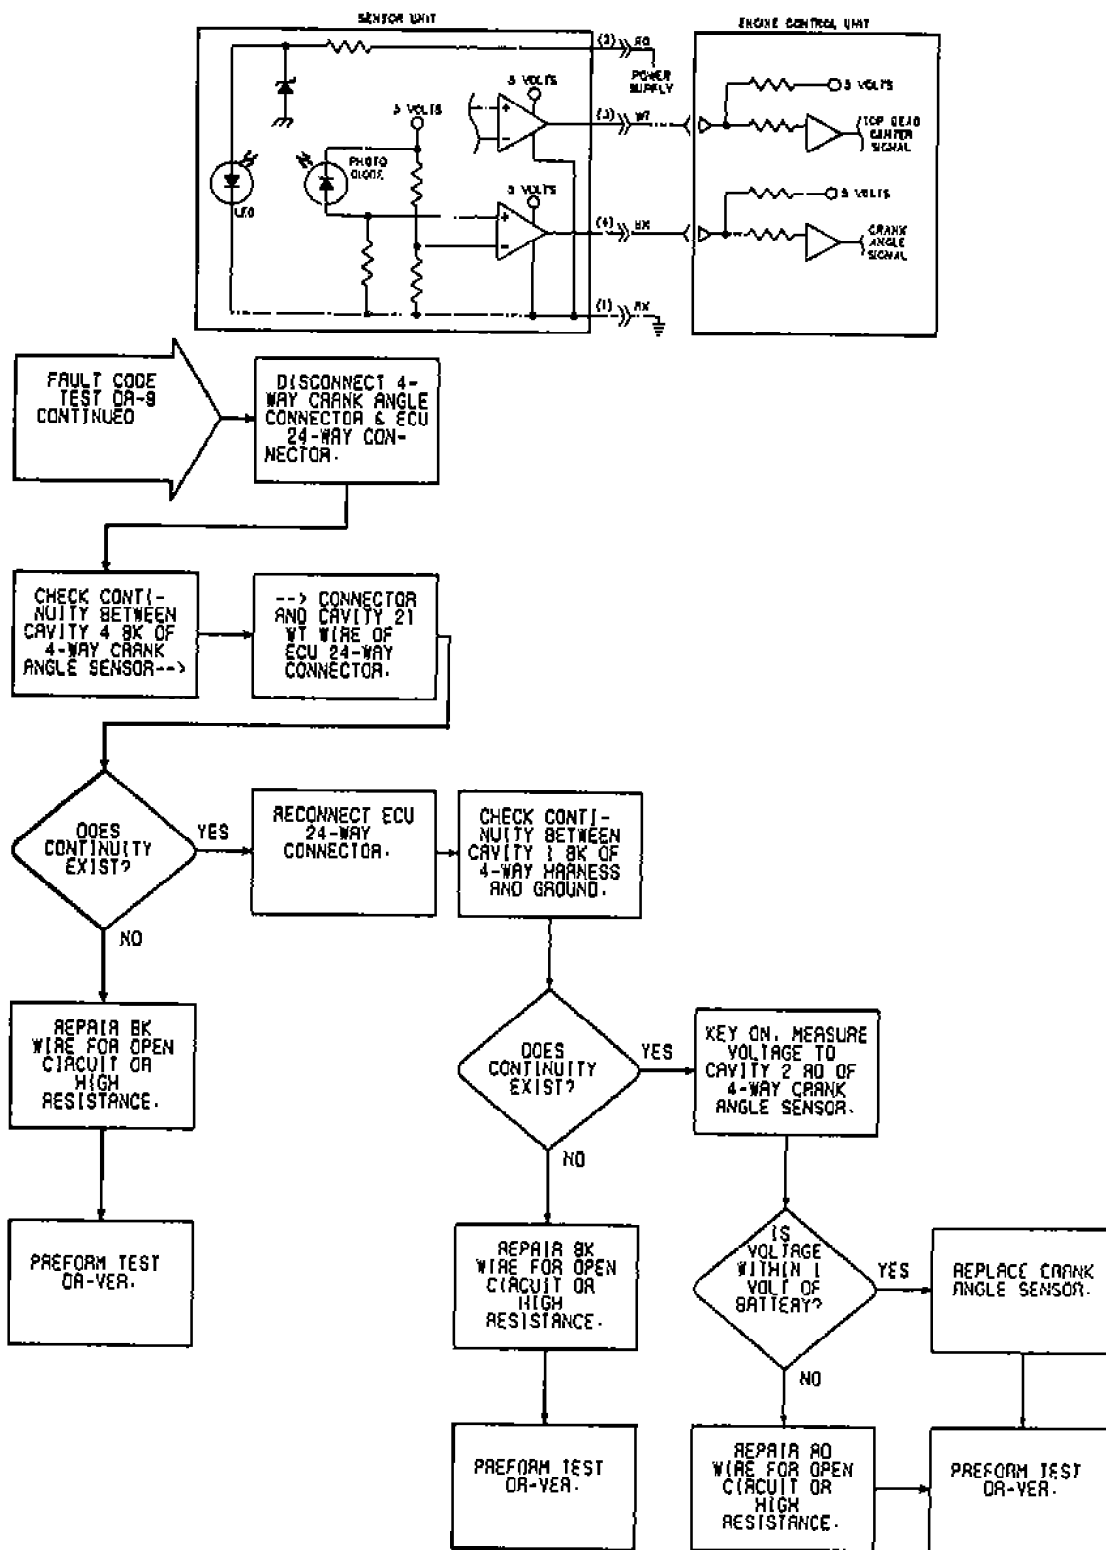 SENSOR UNIT
ENGINE CONTROL UNIT
(2) RD
POWER
SUPPLY
5 VOLTS
5 VOLTS
(3) WT
5 VOLTS
TOP DEAD
CENTER
SIGNAL
PHOTO
DIODE
LED
5 VOLTS
5 VOLTS
(4) BK
CRANK
ANGLE
SIGNAL
(1) BK
FAULT CODE
TEST DR-9
CONTINUED
DISCONNECT 4-
WAY CRANK ANGLE
CONNECTOR & ECU
24-WAY CON-
NECTOR.
CHECK CONTI-
NUITY BETWEEN
CAVITY 4 BK OF
4-WAY CRANK
ANGLE SENSOR-->
--> CONNECTOR
AND CAVITY 21
WT WIRE OF
ECU 24-WAY
CONNECTOR.
DOES
CONTINUITY
EXIST?
YES
RECONNECT ECU
24-WAY
CONNECTOR.
CHECK CONTI-
NUITY BETWEEN
CAVITY 1 BK OF
4-WAY HARNESS
AND GROUND.
NO
REPAIR BK
WIRE FOR OPEN
CIRCUIT OR
HIGH
RESISTANCE.
DOES
CONTINUITY
EXIST?
YES
KEY ON, MEASURE
VOLTAGE TO
CAVITY 2 RD OF
4-WAY CRANK
ANGLE SENSOR.
NO
PREFORM TEST
DR-VER.
REPAIR BK
WIRE FOR OPEN
CIRCUIT OR
HIGH
RESISTANCE.
IS
VOLTAGE
WITHIN 1
VOLT OF
BATTERY?
YES
REPLACE CRANK
ANGLE SENSOR.
NO
PREFORM TEST
DR-VER.
REPAIR RD
WIRE FOR OPEN
CIRCUIT OR
HIGH
RESISTANCE.
PREFORM TEST
DR-VER.